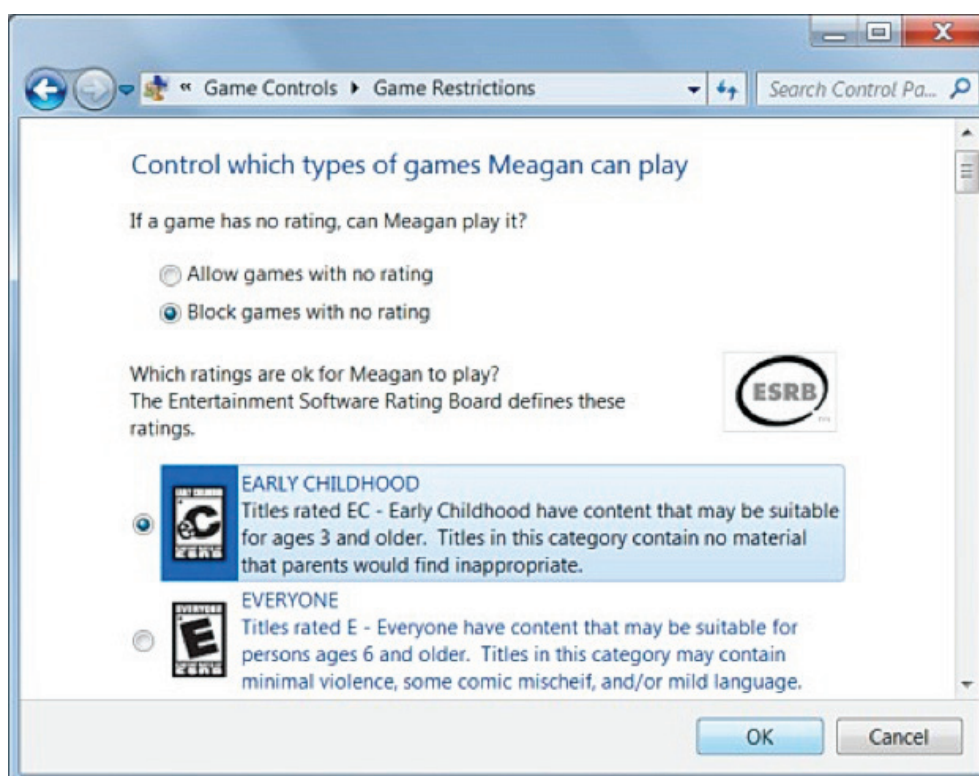 « Game Controls ▸ Game Restrictions
Search Control Pa...
Control which types of games Meagan can play
If a game has no rating, can Meagan play it?
Allow games with no rating
Block games with no rating
Which ratings are ok for Meagan to play?
The Entertainment Software Rating Board defines these
ratings.
ESRB
EARLY CHILDHOOD
Titles rated EC - Early Childhood have content that may be suitable
for ages 3 and older. Titles in this category contain no material
that parents would find inappropriate.
EVERYONE
E
EVERYONE
Titles rated E - Everyone have content that may be suitable for
persons ages 6 and older. Titles in this category may contain
minimal violence, some comic mischeif, and/or mild language.
OK
Cancel